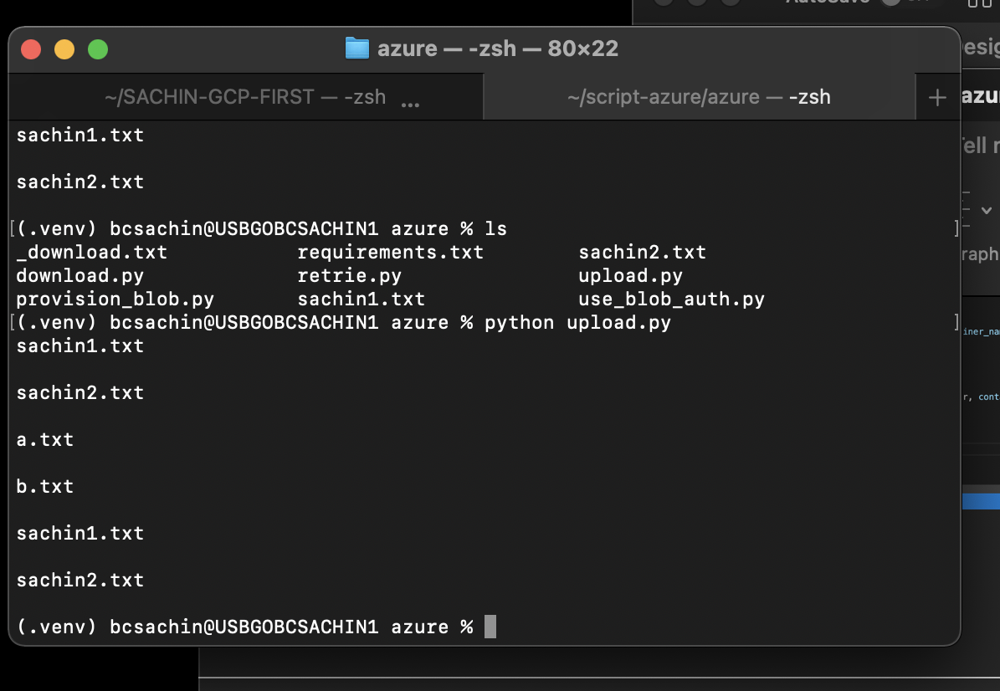 AutoSave
azure — -zsh — 80×22
~/SACHIN-GCP-FIRST — -zsh ...
~/script-azure/azure — -zsh
+
sachin1.txt
sachin2.txt
[(.venv) bcsachin@USBGOBCSACHIN1 azure % ls ]
_download.txt requirements.txt sachin2.txt
download.py retrie.py upload.py
provision_blob.py sachin1.txt use_blob_auth.py
[(.venv) bcsachin@USBGOBCSACHIN1 azure % python upload.py ]
sachin1.txt
sachin2.txt
a.txt
b.txt
sachin1.txt
sachin2.txt
(.venv) bcsachin@USBGOBCSACHIN1 azure %